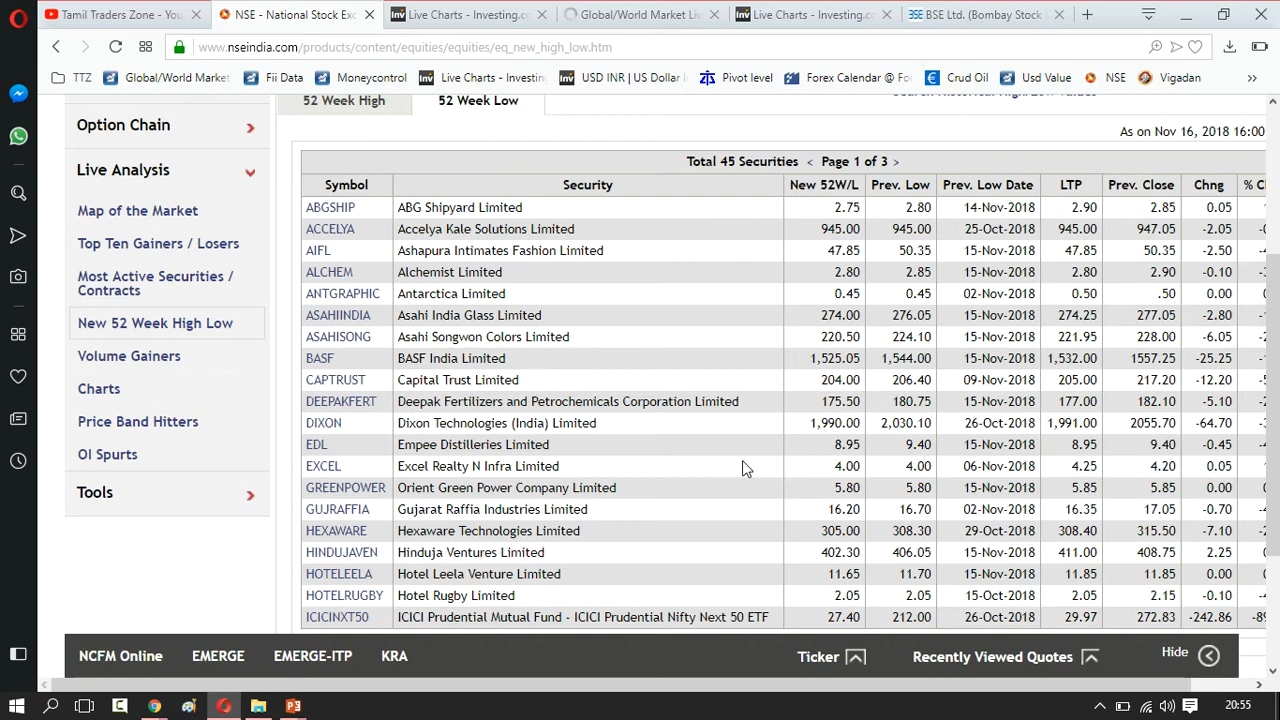 Tamil Traders Zone - You
NSE - National Stock Exc
Live Charts - Investing.co
Global/World Market Liv
Live Charts - Investing.co
BSE Ltd. (Bombay Stock
www.nseindia.com/products/content/equities/equities/eq_new_high_low.htm
TTZ Global/World Market Fii Data Moneycontrol Live Charts - Investin USD INR | US Dollar I Pivot level Forex Calendar @ Fo Crud Oil Usd Value NSE Vigadan
52 Week High 52 Week Low
As on Nov 16, 2018 16:00
Option Chain
Live Analysis
Map of the Market
Top Ten Gainers / Losers
Most Active Securities /
Contracts
New 52 Week High Low
Volume Gainers
Charts
Price Band Hitters
OI Spurts
Tools
Total 45 Securities < Page 1 of 3 >
Symbol Security New 52W/L Prev. Low Prev. Low Date LTP Prev. Close Chng % C
ABGSHIP ABG Shipyard Limited 2.75 2.80 14-Nov-2018 2.90 2.85 0.05
ACCELYA Accelya Kale Solutions Limited 945.00 945.00 25-Oct-2018 945.00 947.05 -2.05
AIFL Ashapura Intimates Fashion Limited 47.85 50.35 15-Nov-2018 47.85 50.35 -2.50
ALCHEM Alchemist Limited 2.80 2.85 15-Nov-2018 2.80 2.90 -0.10
ANTGRAPHIC Antarctica Limited 0.45 0.45 02-Nov-2018 0.50 .50 0.00
ASAHIINDIA Asahi India Glass Limited 274.00 276.05 15-Nov-2018 274.25 277.05 -2.80
ASAHISONG Asahi Songwon Colors Limited 220.50 224.10 15-Nov-2018 221.95 228.00 -6.05
BASF BASF India Limited 1,525.05 1,544.00 15-Nov-2018 1,532.00 1557.25 -25.25
CAPTRUST Capital Trust Limited 204.00 206.40 09-Nov-2018 205.00 217.20 -12.20
DEEPAKFERT Deepak Fertilizers and Petrochemicals Corporation Limited 175.50 180.75 15-Nov-2018 177.00 182.10 -5.10
DIXON Dixon Technologies (India) Limited 1,990.00 2,030.10 26-Oct-2018 1,991.00 2055.70 -64.70
EDL Empee Distilleries Limited 8.95 9.40 15-Nov-2018 8.95 9.40 -0.45
EXCEL Excel Realty N Infra Limited 4.00 4.00 06-Nov-2018 4.25 4.20 0.05
GREENPOWER Orient Green Power Company Limited 5.80 5.80 15-Nov-2018 5.85 5.85 0.00
GUJRAFFIA Gujarat Raffia Industries Limited 16.20 16.70 02-Nov-2018 16.35 17.05 -0.70
HEXAWARE Hexaware Technologies Limited 305.00 308.30 29-Oct-2018 308.40 315.50 -7.10
HINDUJAVEN Hinduja Ventures Limited 402.30 406.05 15-Nov-2018 411.00 408.75 2.25
HOTELEELA Hotel Leela Venture Limited 11.65 11.70 15-Nov-2018 11.85 11.85 0.00
HOTELRUGBY Hotel Rugby Limited 2.05 2.05 15-Oct-2018 2.05 2.15 -0.10
ICICINXT50 ICICI Prudential Mutual Fund - ICICI Prudential Nifty Next 50 ETF 27.40 212.00 26-Oct-2018 29.97 272.83 -242.86
NCFM Online EMERGE EMERGE-ITP KRA Ticker Recently Viewed Quotes Hide
20:55